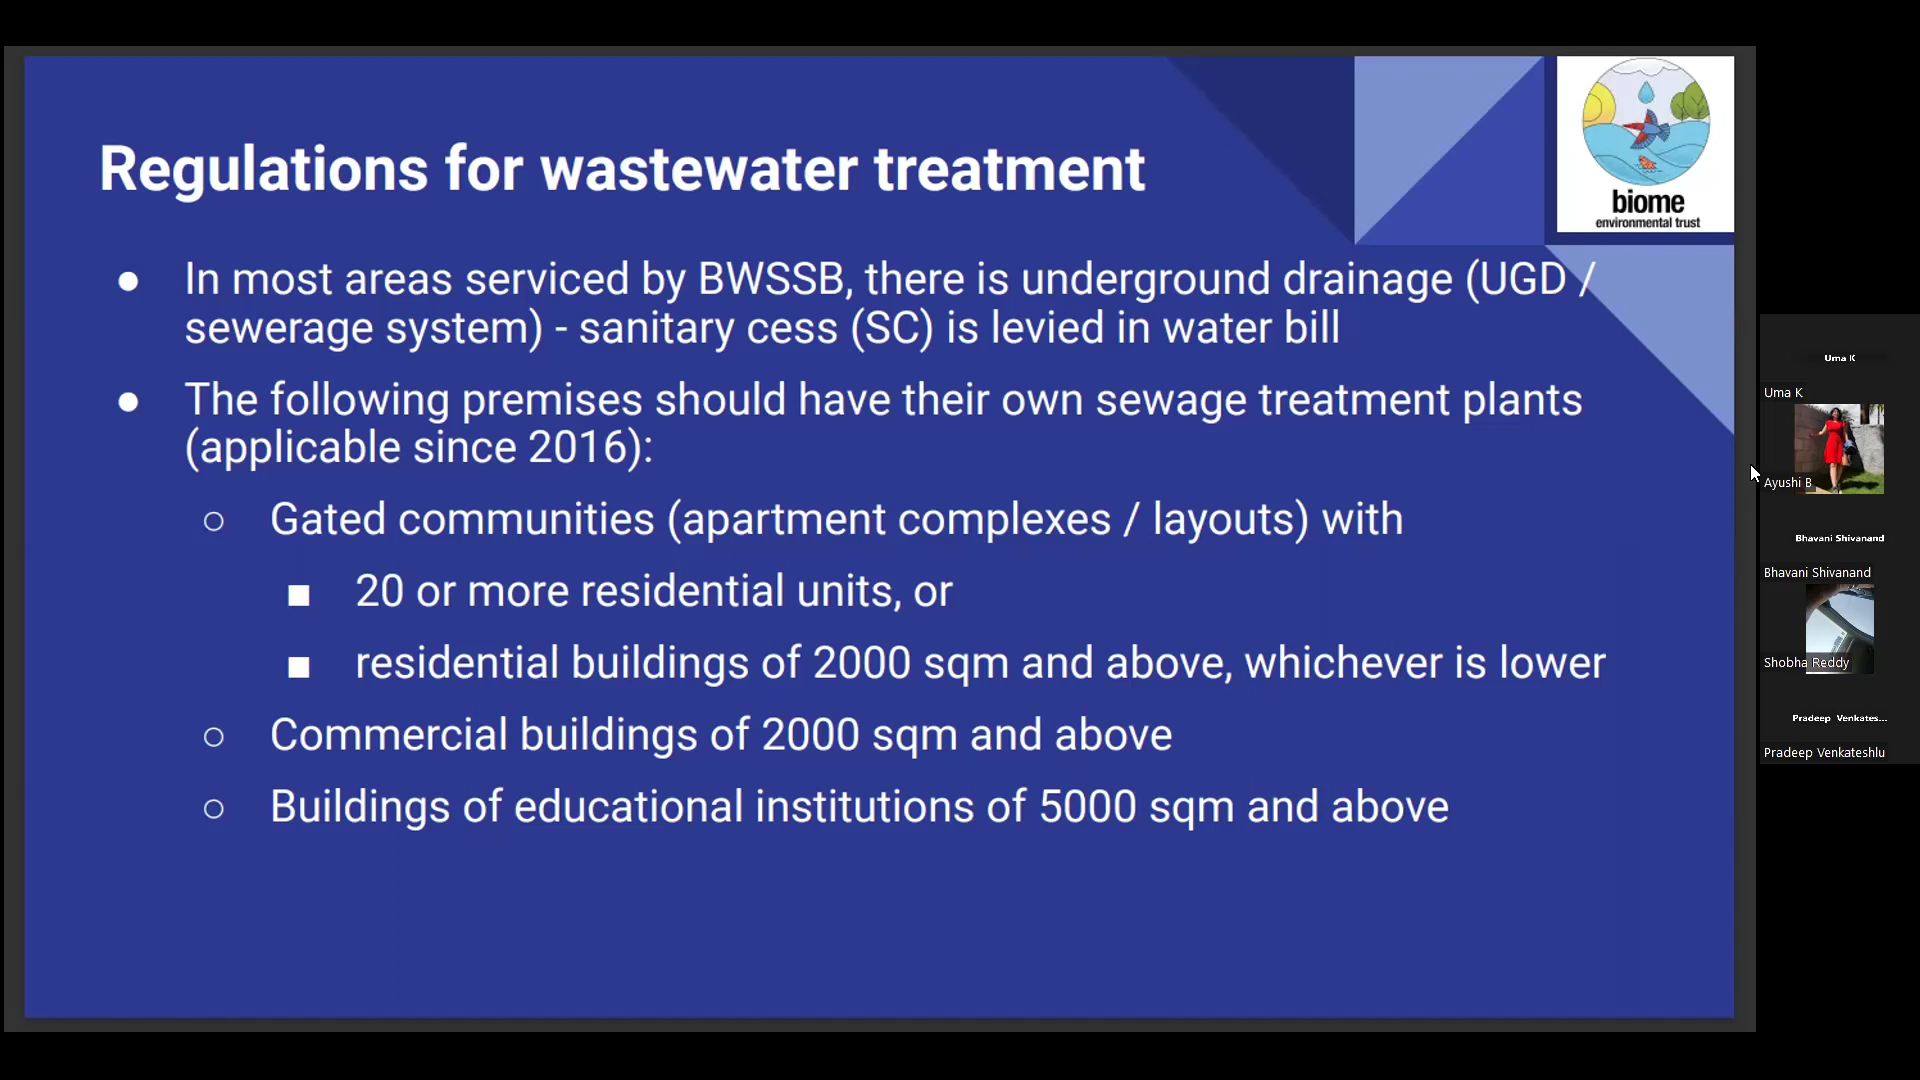 Regulations for wastewater treatment
biome
environmental trust
● In most areas serviced by BWSSB, there is underground drainage (UGD /
sewerage system) - sanitary cess (SC) is levied in water bill
● The following premises should have their own sewage treatment plants
(applicable since 2016):
○ Gated communities (apartment complexes / layouts) with
■ 20 or more residential units, or
■ residential buildings of 2000 sqm and above, whichever is lower
○ Commercial buildings of 2000 sqm and above
○ Buildings of educational institutions of 5000 sqm and above
Uma K
Uma K
Ayushi B
Bhavani Shivanand
Bhavani Shivanand
Shobha Reddy
Pradeep Venkates...
Pradeep Venkateshlu